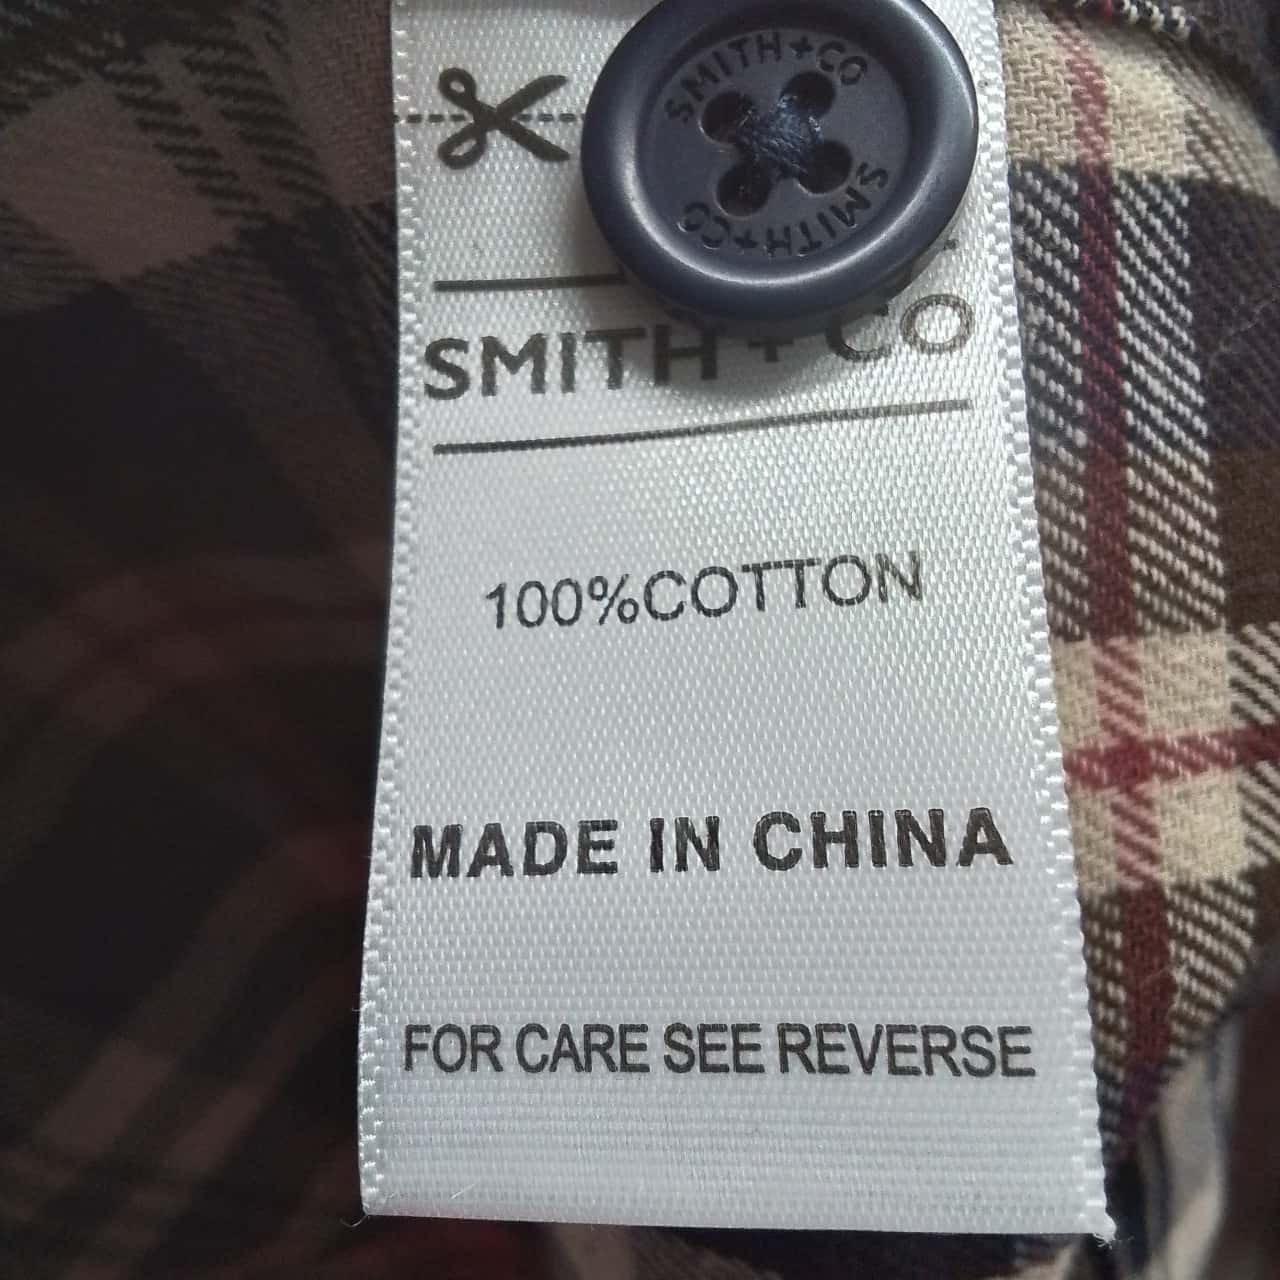 SMITH+CO
SMITH+CO
SMITH + CO
100%COTTON
MADE IN CHINA
FOR CARE SEE REVERSE